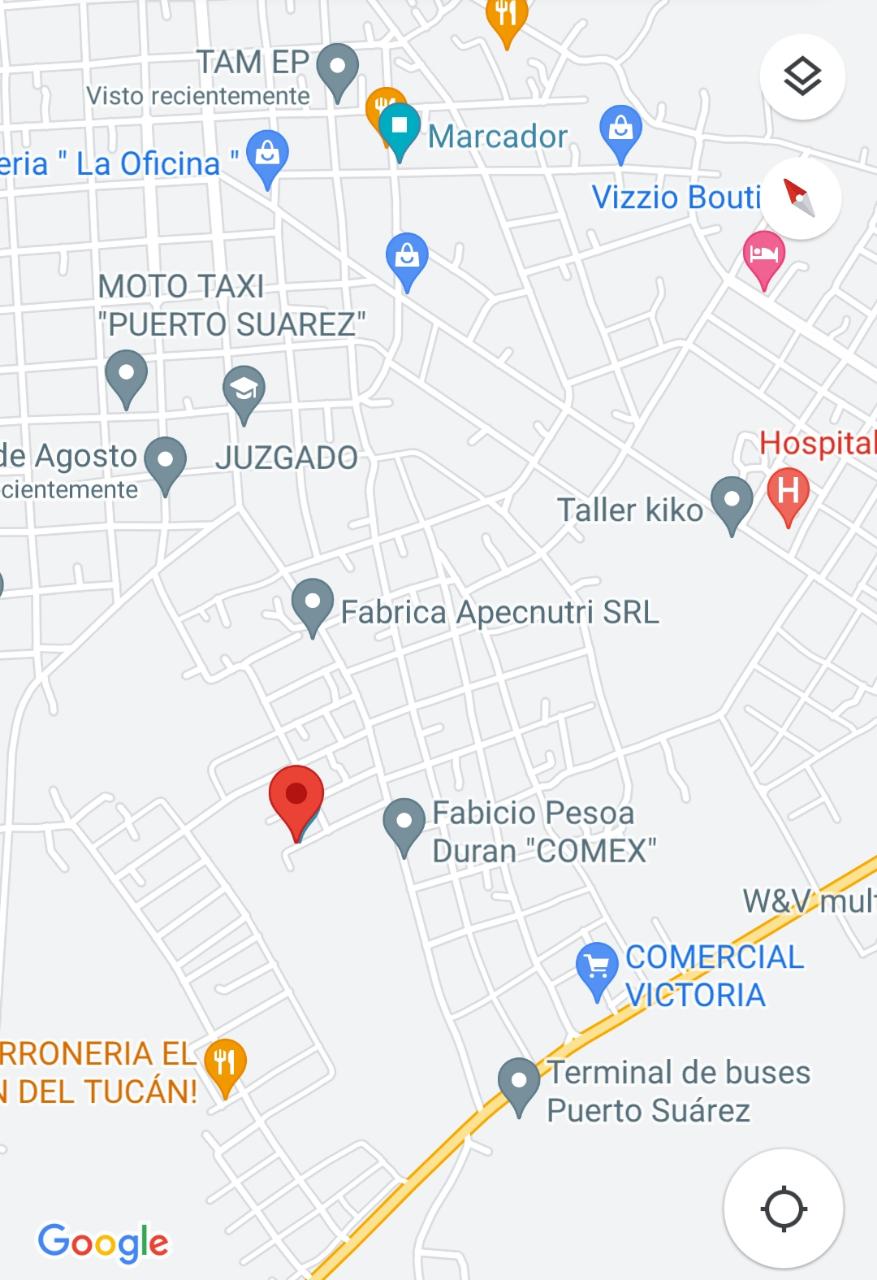 TAM EP
Visto recientemente
Marcador
eria " La Oficina "
Vizzio Bouti
MOTO TAXI
"PUERTO SUAREZ"
de Agosto
cientemente
JUZGADO
Hospital
H
Taller kiko
Fabrica Apecnutri SRL
Fabicio Pesoa
Duran "COMEX"
W&V mult
COMERCIAL
VICTORIA
RRONERIA EL
N DEL TUCÁN!
Terminal de buses
Puerto Suárez
Google